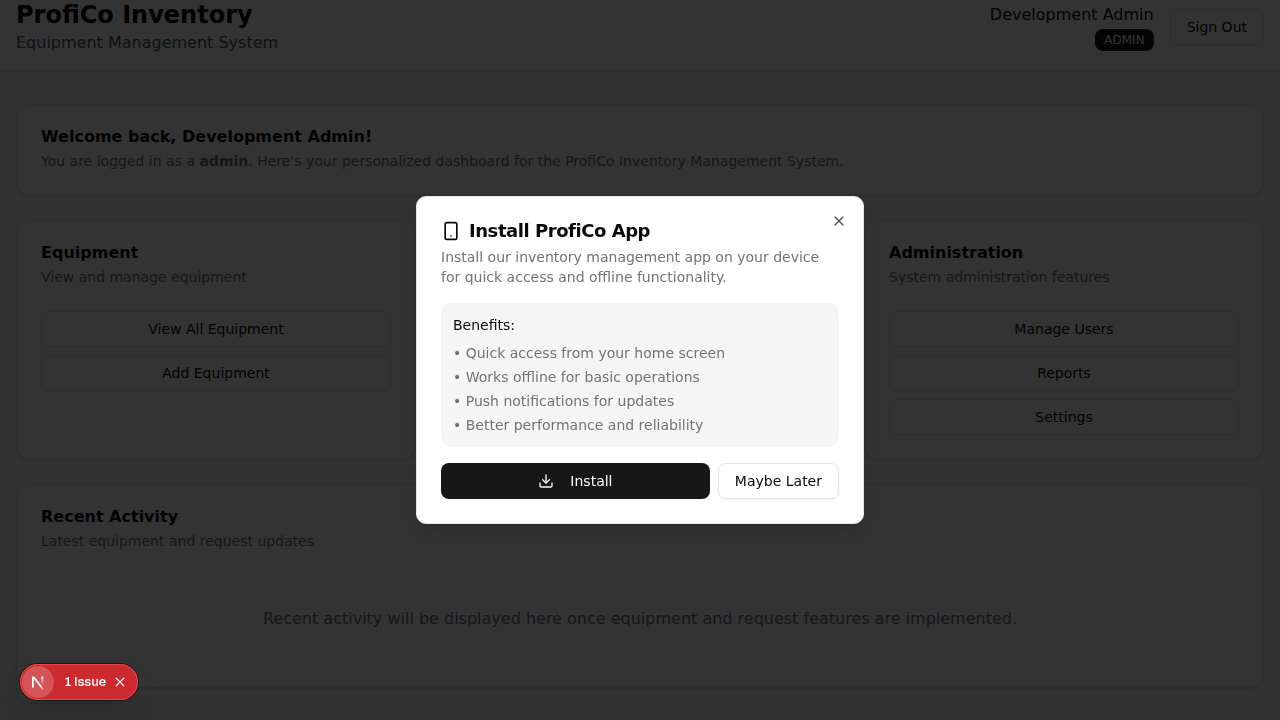 ProfiCo Inventory
Equipment Management System
Development Admin
ADMIN
Sign Out
Welcome back, Development Admin!
You are logged in as a admin. Here's your personalized dashboard for the ProfiCo Inventory Management System.
Equipment
View and manage equipment
View All Equipment
Add Equipment
Install ProfiCo App
Install our inventory management app on your device
for quick access and offline functionality.
Benefits:
• Quick access from your home screen
• Works offline for basic operations
• Push notifications for updates
• Better performance and reliability
Install
Maybe Later
Administration
System administration features
Manage Users
Reports
Settings
Recent Activity
Latest equipment and request updates
Recent activity will be displayed here once equipment and request features are implemented.
N
1 Issue